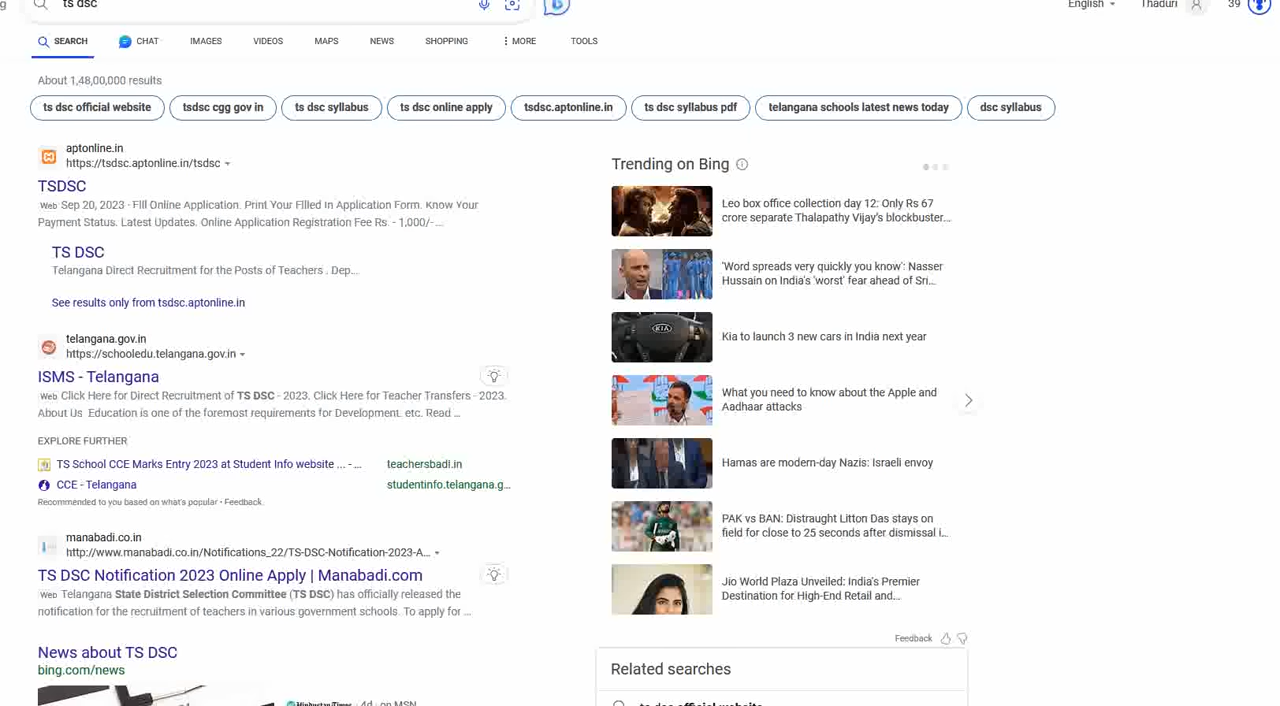 ts dsc
English
Thaduri
39
SEARCH
CHAT
IMAGES
VIDEOS
MAPS
NEWS
SHOPPING
MORE
TOOLS
About 1,48,00,000 results
ts dsc official website
tsdsc cgg gov in
ts dsc syllabus
ts dsc online apply
tsdsc.aptonline.in
ts dsc syllabus pdf
telangana schools latest news today
dsc syllabus
aptonline.in
https://tsdsc.aptonline.in/tsdsc
TSDSC
Web Sep 20, 2023 · Fill Online Application. Print Your Filled in Application Form. Know Your
Payment Status. Latest Updates. Online Application Registration Fee Rs. - 1,000/- ...
TS DSC
Telangana Direct Recruitment for the Posts of Teachers . Dep...
See results only from tsdsc.aptonline.in
telangana.gov.in
https://schooledu.telangana.gov.in
ISMS - Telangana
Web Click Here for Direct Recruitment of TS DSC - 2023. Click Here for Teacher Transfers - 2023.
About Us Education is one of the foremost requirements for Development. etc. Read ...
EXPLORE FURTHER
TS School CCE Marks Entry 2023 at Student Info website ... - ...
teachersbadi.in
CCE - Telangana
studentinfo.telangana.g...
Recommended to you based on what's popular • Feedback
manabadi.co.in
http://www.manabadi.co.in/Notifications_22/TS-DSC-Notification-2023-A...
TS DSC Notification 2023 Online Apply | Manabadi.com
Web Telangana State District Selection Committee (TS DSC) has officially released the
notification for the recruitment of teachers in various government schools. To apply for ...
News about TS DSC
bing.com/news
Hindustan Times · 4d · on MSN
Trending on Bing
Leo box office collection day 12: Only Rs 67
crore separate Thalapathy Vijay's blockbuster...
'Word spreads very quickly you know': Nasser
Hussain on India's 'worst' fear ahead of Sri...
KIA
Kia to launch 3 new cars in India next year
What you need to know about the Apple and
Aadhaar attacks
Hamas are modern-day Nazis: Israeli envoy
PAK vs BAN: Distraught Litton Das stays on
field for close to 25 seconds after dismissal i...
Jio World Plaza Unveiled: India's Premier
Destination for High-End Retail and...
Feedback
Related searches
ts dsc official website